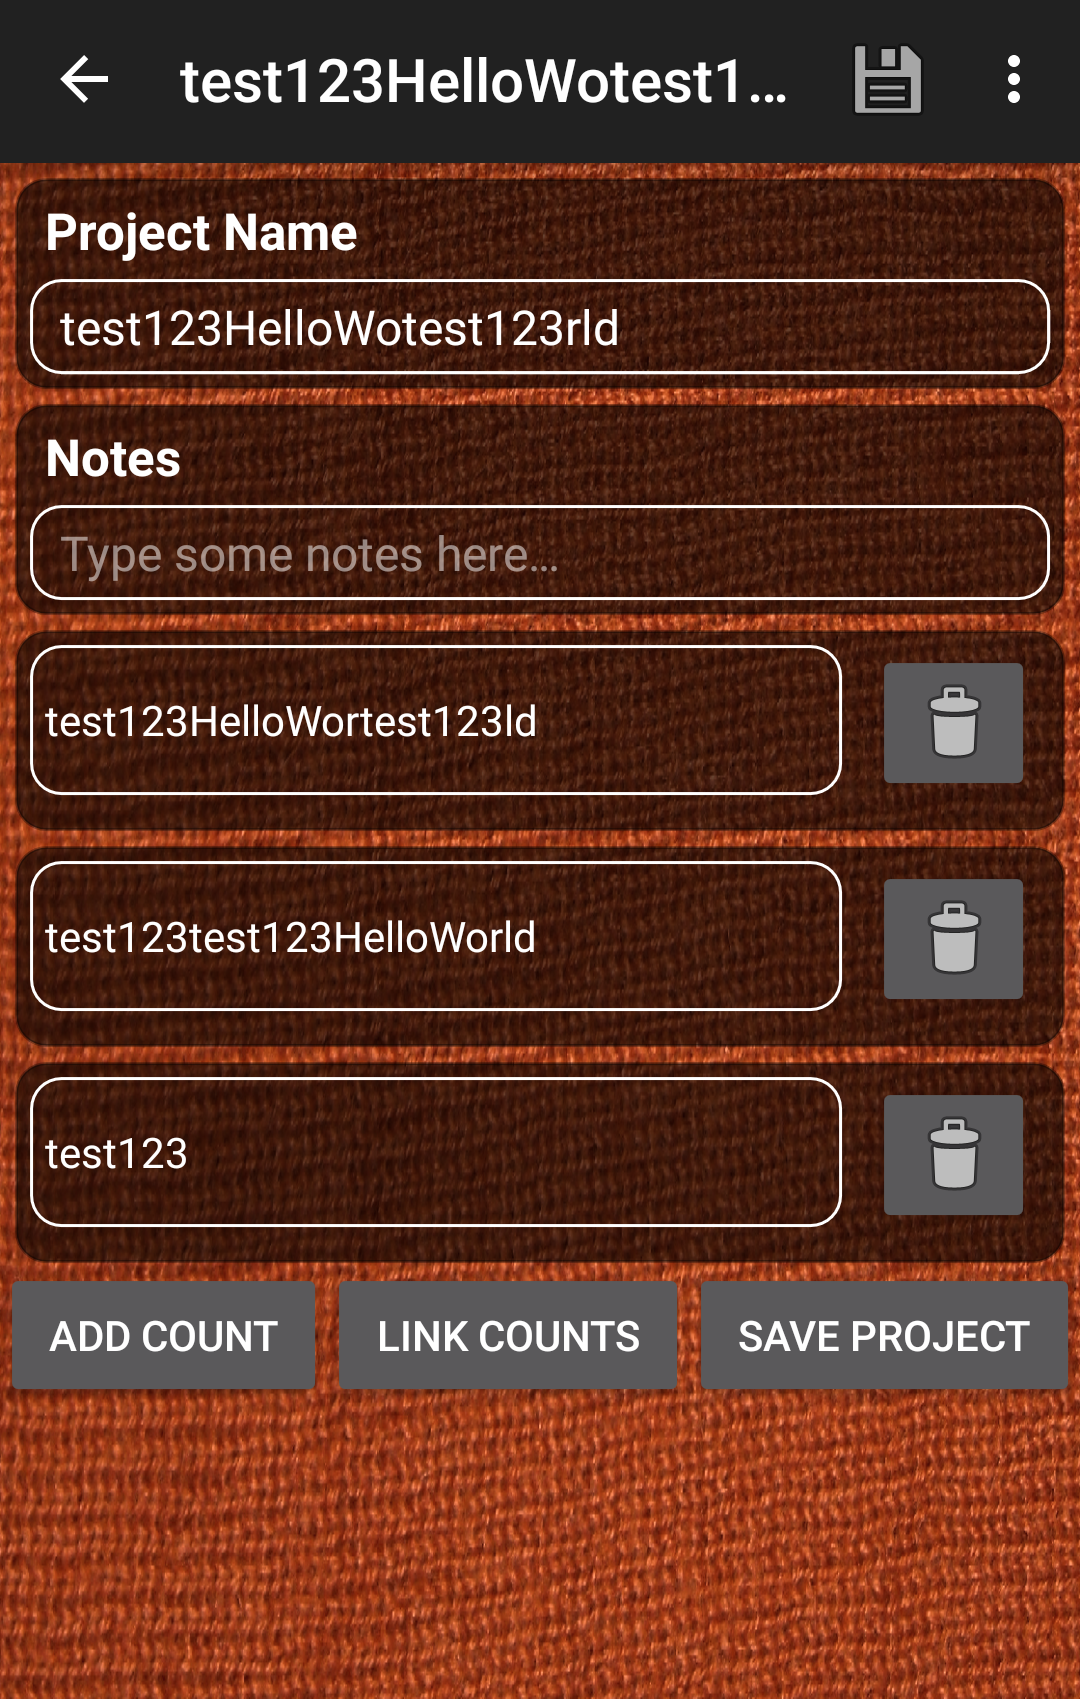 test123HelloWotest1...
Project Name
test123HelloWotest123rld
Notes
Type some notes here...
test123HelloWortest123ld
test123test123HelloWorld
test123
ADD COUNT LINK COUNTS SAVE PROJECT